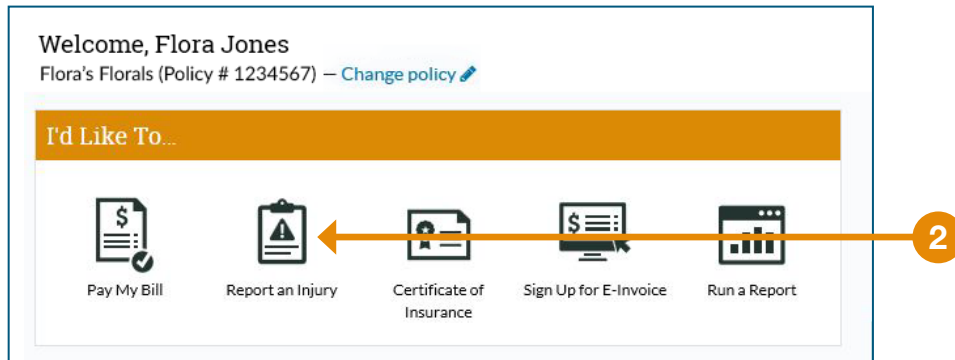 Welcome, Flora Jones
Flora's Florals (Policy # 1234567) — Change policy
I'd Like To...
$
$
2
Pay My Bill
Report an Injury
Certificate of
Insurance
Sign Up for E-Invoice
Run a Report